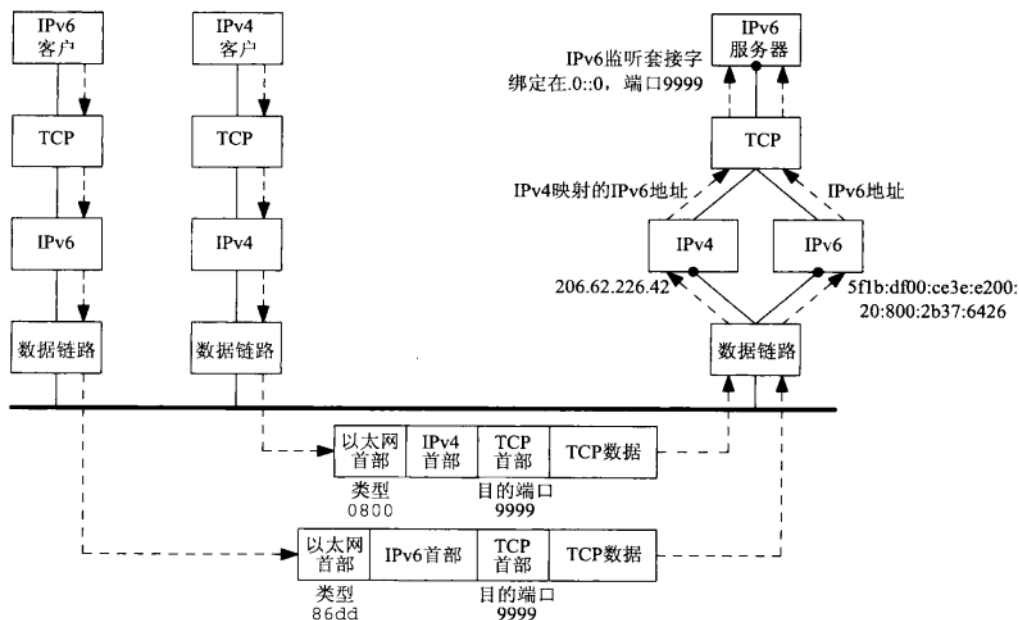 IPv6
客户
IPv4
客户
IPv6
服务器
IPv6监听套接字
绑定在.0::0，端口9999
TCP
TCP
TCP
IPv4映射的IPv6地址
IPv6地址
IPv6
IPv4
IPv4
IPv6
206.62.226.42
5f1b:df00:ce3e:e200:
20:800:2b37:6426
数据链路
数据链路
数据链路
以太网
首部
IPv4
首部
TCP
首部
TCP数据
类型
0800
目的端口
9999
以太网
首部
IPv6首部
TCP
首部
TCP数据
类型
86dd
目的端口
9999